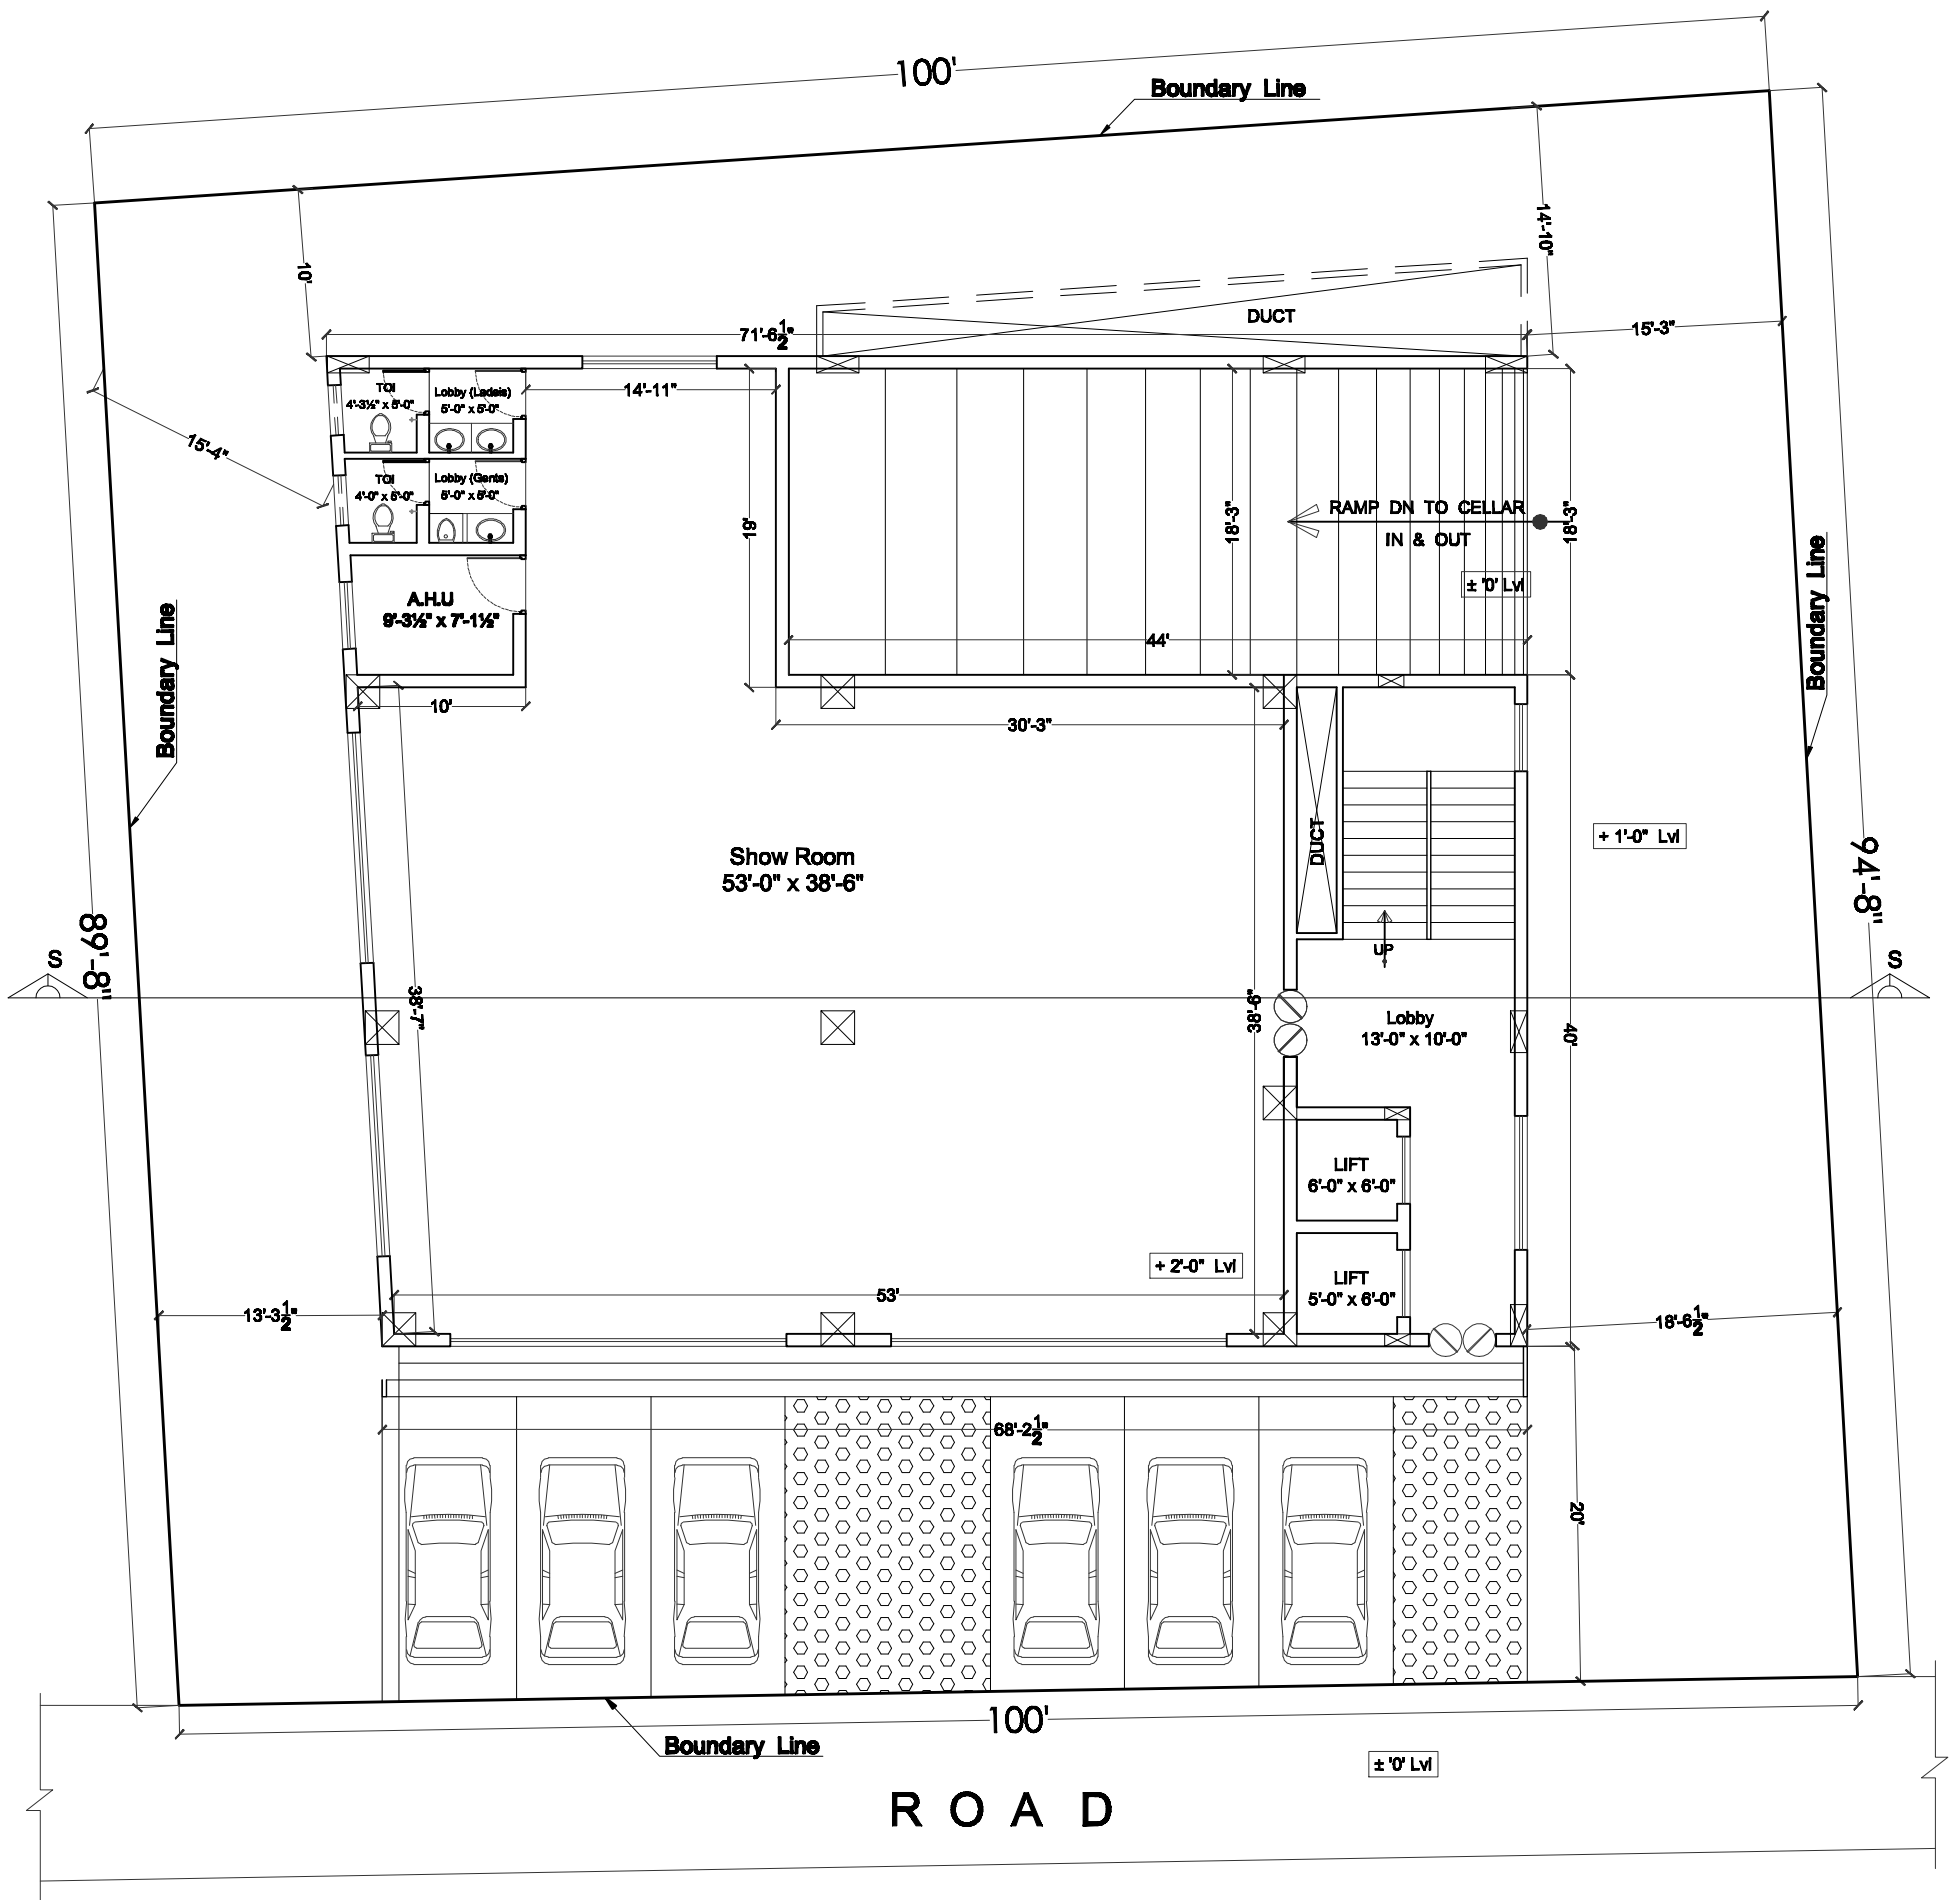 100'
Boundary Line
14'-10"
10'
DUCT
71'-6½"
15'-3"
TOI
4'-3½" x 5'-0"
Lobby (Ladeis)
5'-0" x 5'-0"
14'-11"
15'-4"
TOI
4'-0" x 5'-0"
Lobby (Gents)
5'-0" x 5'-0"
19'
18'-3"
RAMP DN TO CELLAR
IN & OUT
18'-3"
± '0' Lvl
A.H.U
9'-3½" x 7'-1½"
44'
Boundary Line
Boundary Line
10'
30'-3"
DUCT
+ 1'-0" Lvl
Show Room
53'-0" x 38'-6"
94'-8"
89'-8"
UP
S
S
38'-7"
38'-6"
Lobby
13'-0" x 10'-0"
40'
LIFT
6'-0" x 6'-0"
+ 2'-0" Lvl
LIFT
5'-0" x 6'-0"
53'
13'-3½"
18'-6½"
68'-2½"
20'
100'
Boundary Line
± '0' Lvl
ROAD